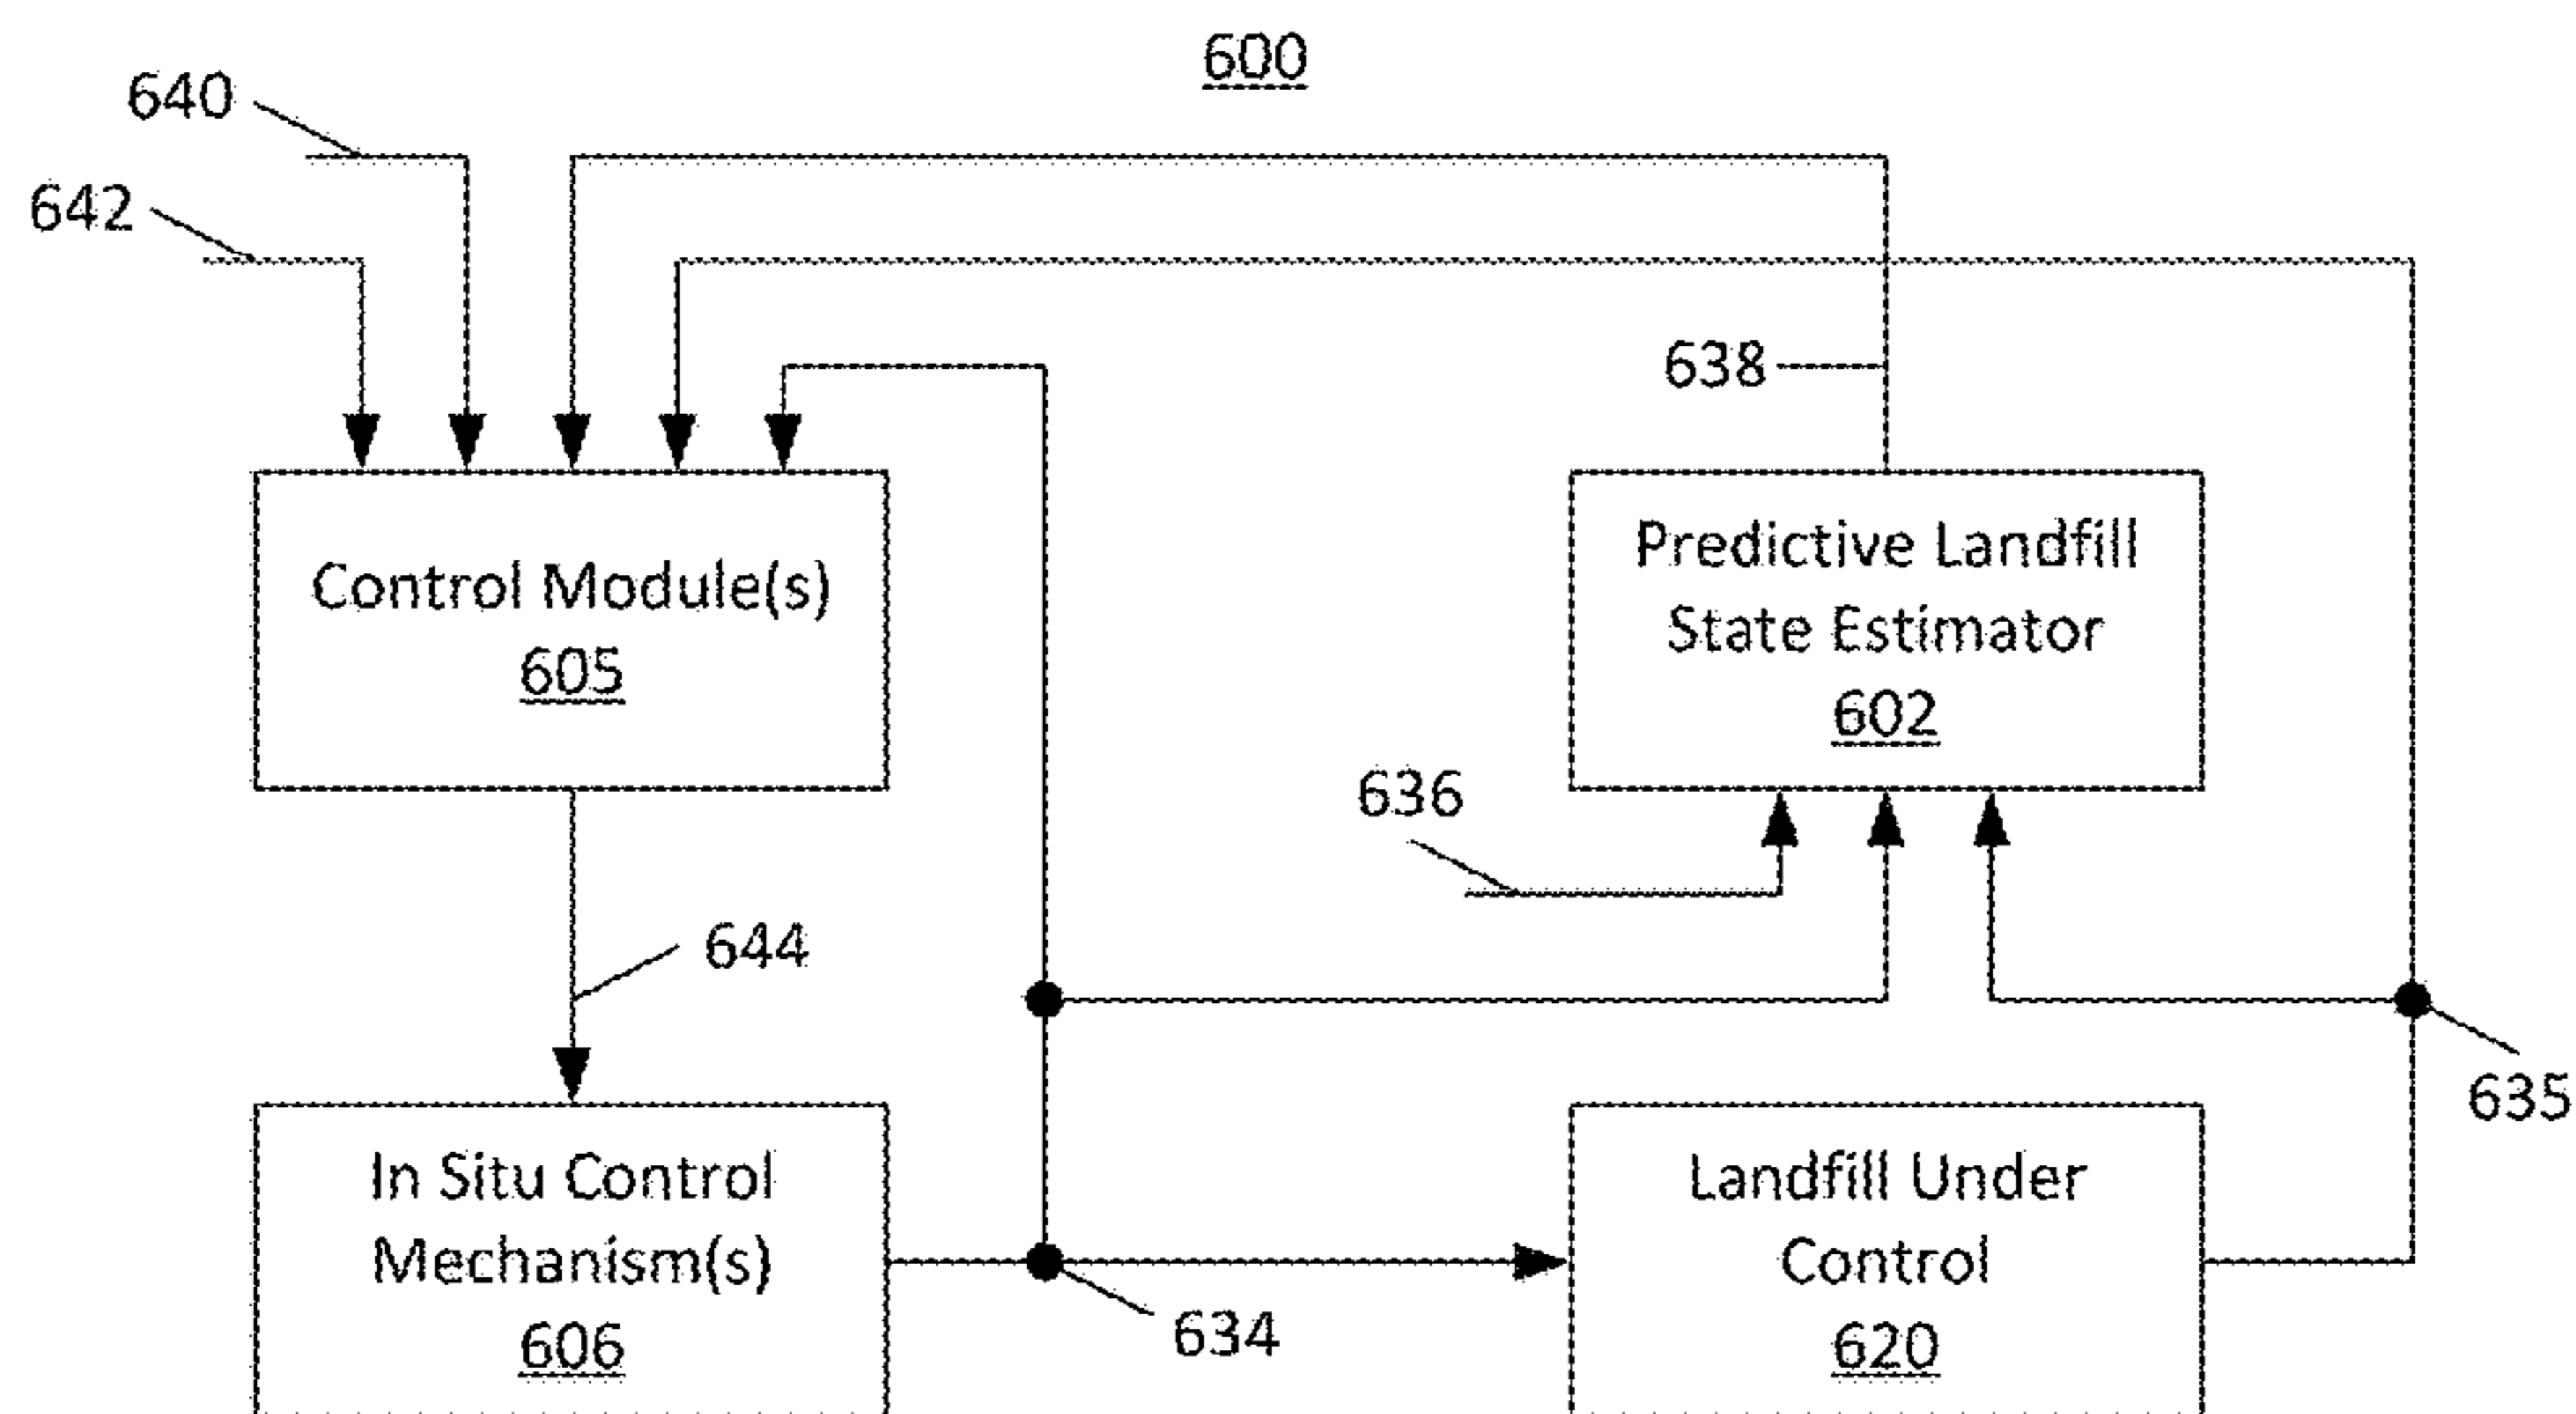 600
640
642
638
Control Module(s)
605
Predictive Landfill
State Estimator
602
636
644
635
In Situ Control
Mechanism(s)
606
634
Landfill Under
Control
620